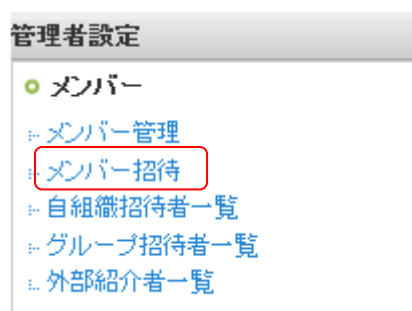 管理者設定
メンバー
メンバー管理
メンバー招待
自組織招待者一覧
グループ招待者一覧
外部紹介者一覧